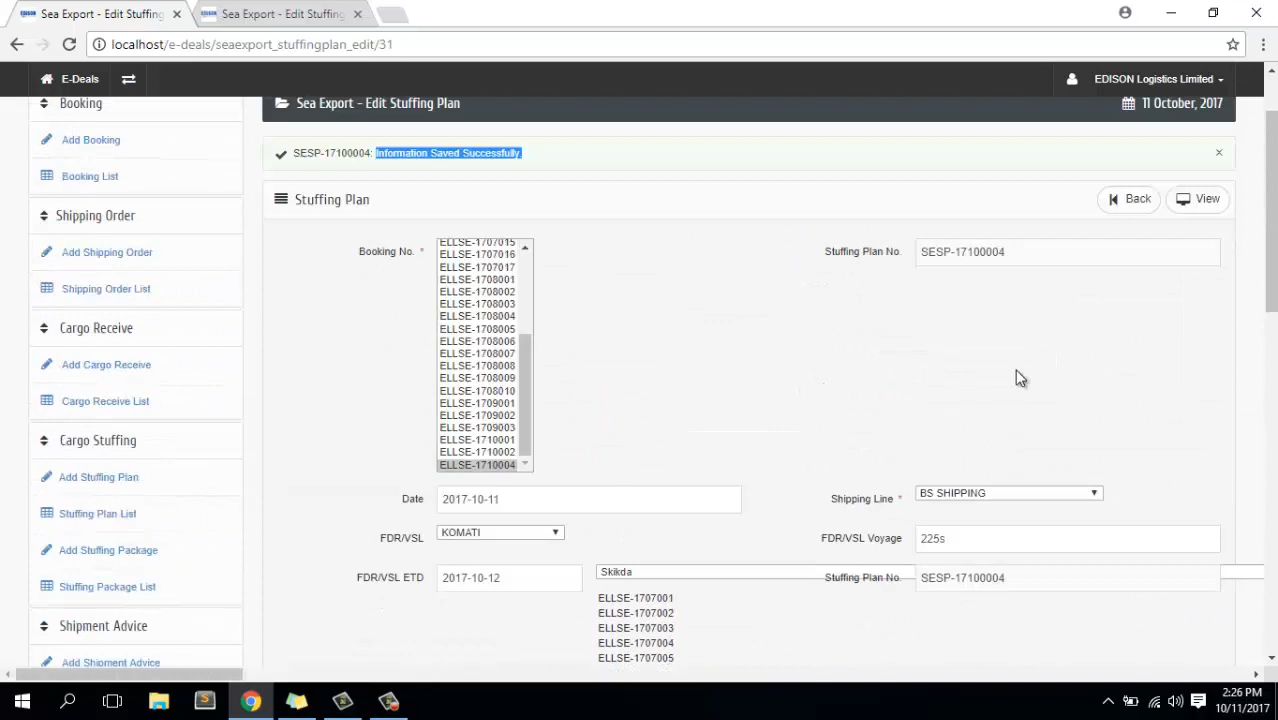 Sea Export - Edit Stuffing
Sea Export - Edit Stuffing
localhost/e-deals/seaexport_stuffingplan_edit/31
E-Deals
EDISON Logistics Limited
Booking
Sea Export - Edit Stuffing Plan
11 October, 2017
Add Booking
SESP-17100004: Information Saved Successfully.
×
Booking List
Stuffing Plan
Back
View
Shipping Order
Add Shipping Order
Shipping Order List
Cargo Receive
Add Cargo Receive
Cargo Receive List
Cargo Stuffing
Add Stuffing Plan
Stuffing Plan List
Add Stuffing Package
Stuffing Package List
Shipment Advice
Add Shipment Advice
Booking No. *
ELLSE-1707015
ELLSE-1707016
ELLSE-1707017
ELLSE-1708001
ELLSE-1708002
ELLSE-1708003
ELLSE-1708004
ELLSE-1708005
ELLSE-1708006
ELLSE-1708007
ELLSE-1708008
ELLSE-1708009
ELLSE-1708010
ELLSE-1709001
ELLSE-1709002
ELLSE-1709003
ELLSE-1710001
ELLSE-1710002
ELLSE-1710004
Stuffing Plan No. SESP-17100004
Date 2017-10-11
Shipping Line * BS SHIPPING
FDR/VSL KOMATI
FDR/VSL Voyage 225s
FDR/VSL ETD 2017-10-12
Skikda
Stuffing Plan No. SESP-17100004
ELLSE-1707001
ELLSE-1707002
ELLSE-1707003
ELLSE-1707004
ELLSE-1707005
2:26 PM
10/11/2017